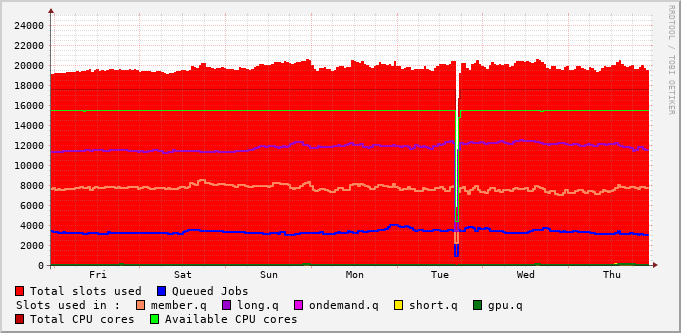 24000
22000
20000
18000
16000
14000
12000
10000
8000
6000
4000
2000
0
Fri Sat Sun Mon Tue Wed Thu
Total slots used Queued Jobs
Slots used in : member.q long.q ondemand.q short.q gpu.q
Total CPU cores Available CPU cores
RRDTOOL / TOBI OETIKER